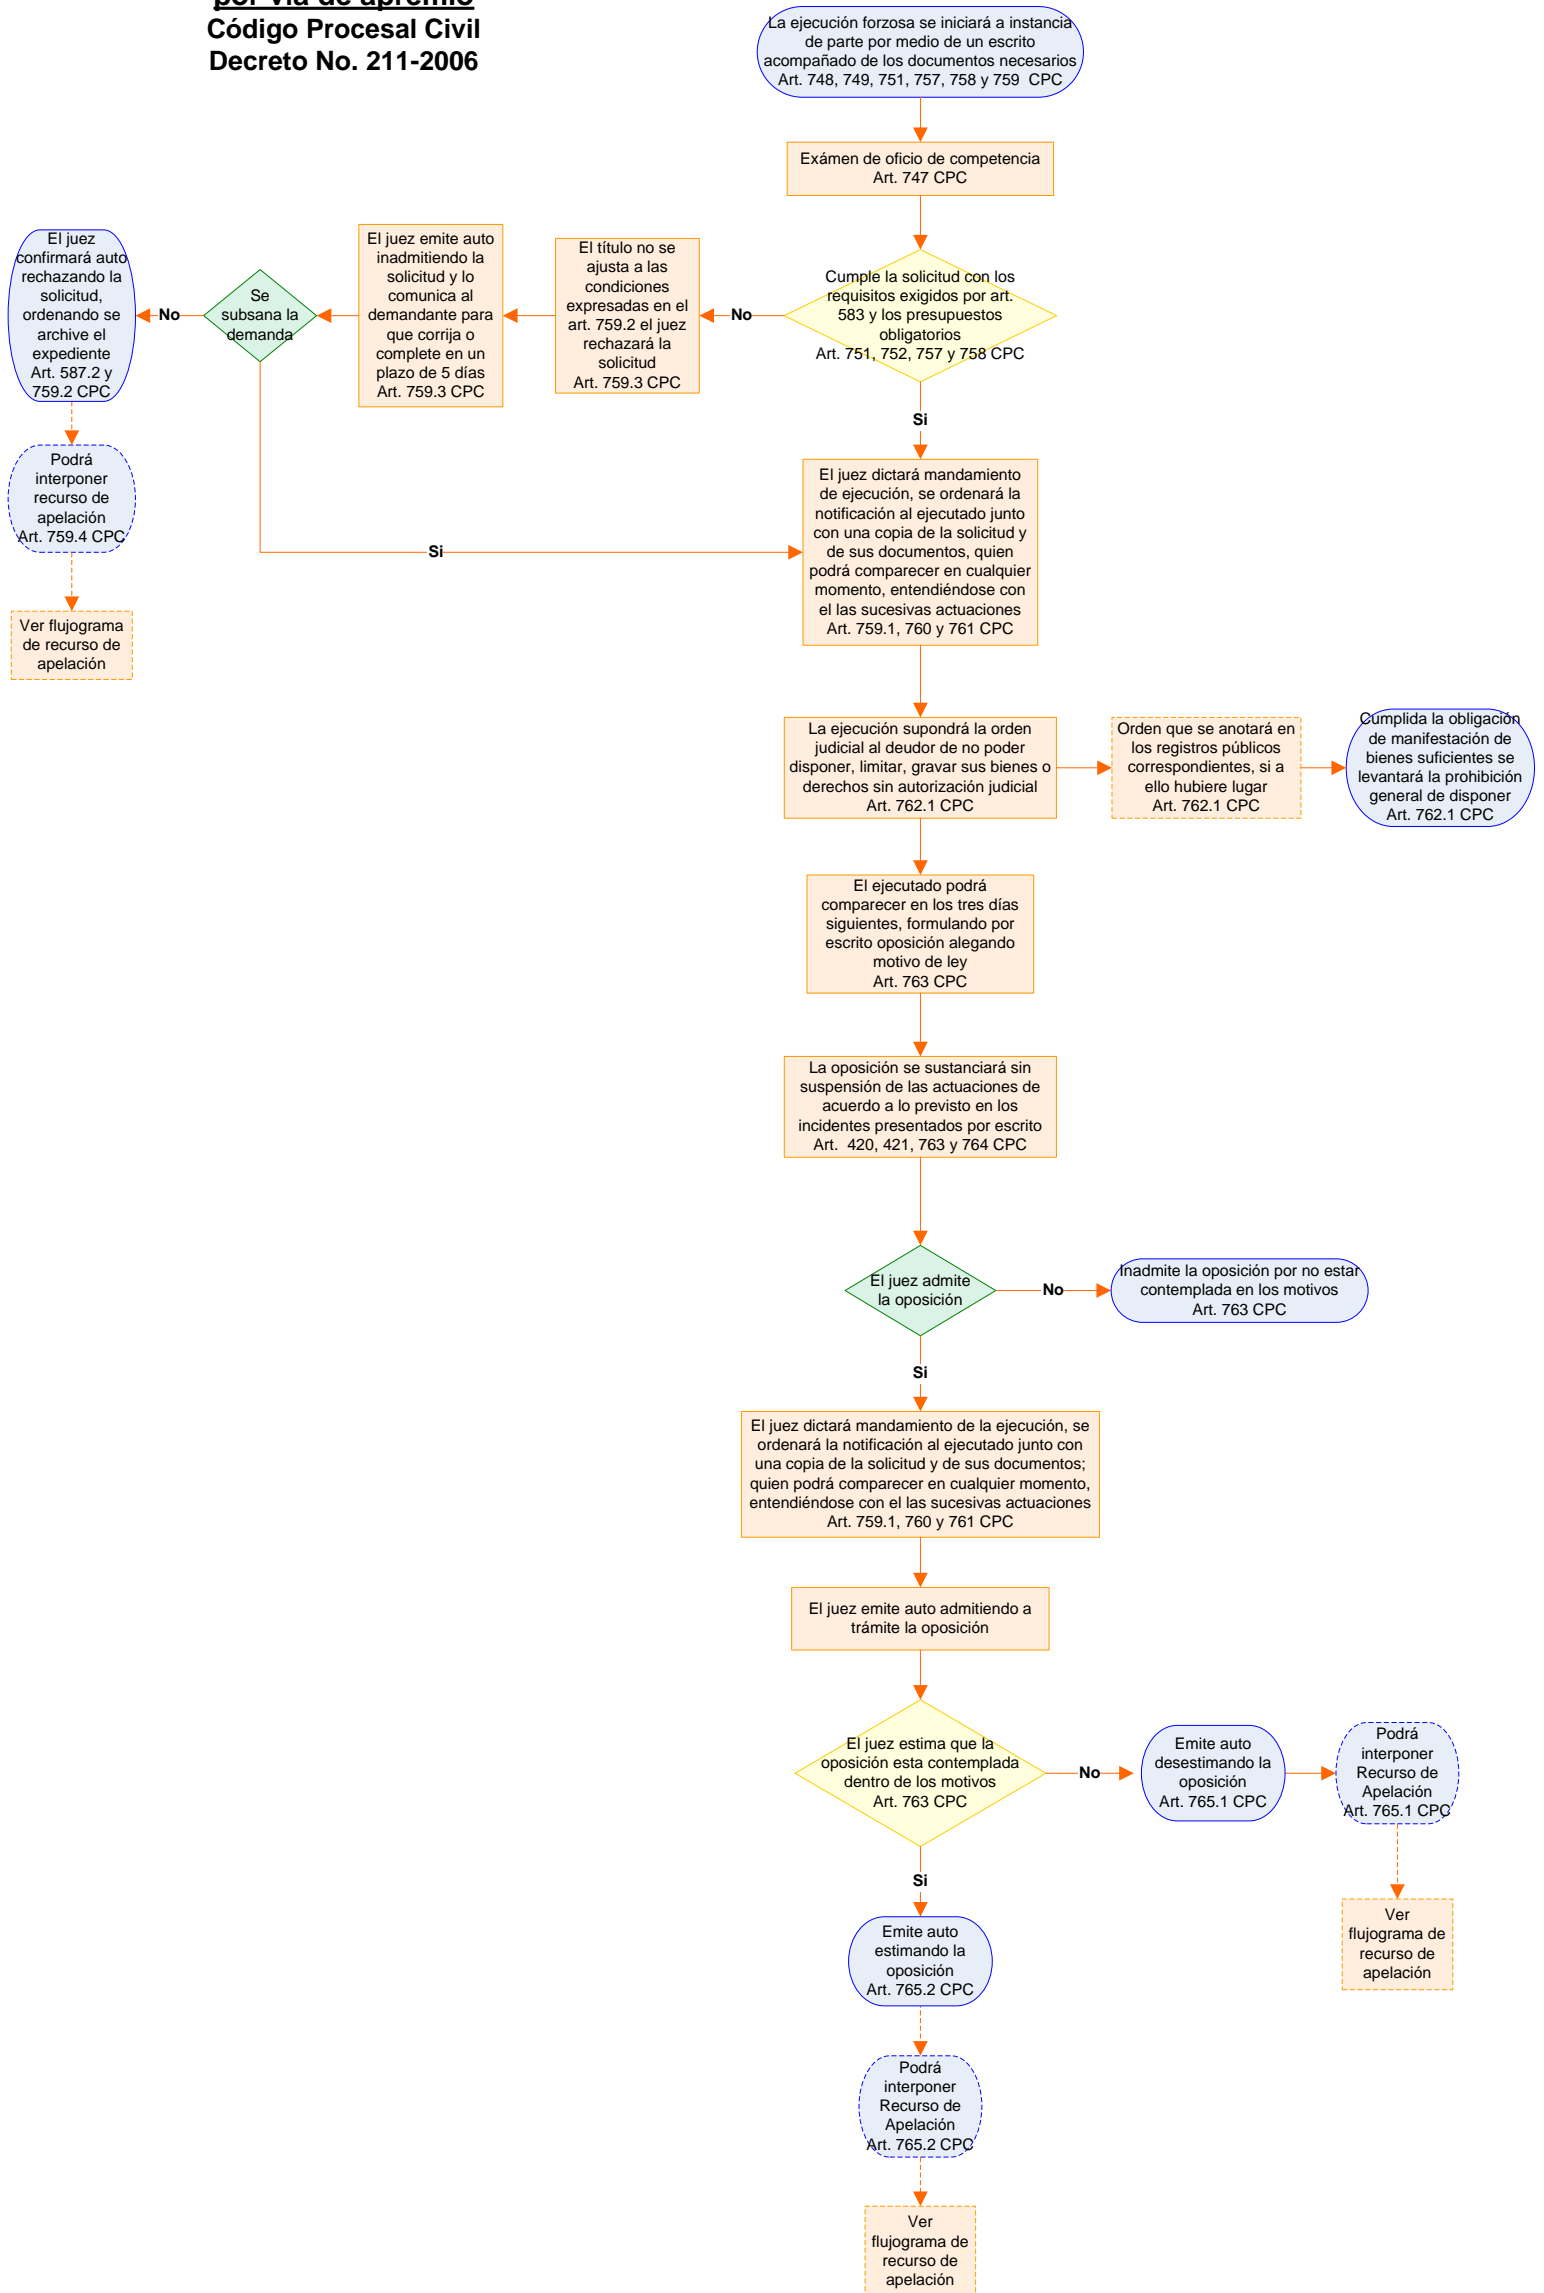 por vía de apremio
Código Procesal Civil
Decreto No. 211-2006
La ejecución forzosa se iniciará a instancia
de parte por medio de un escrito
acompañado de los documentos necesarios
Art. 748, 749, 751, 757, 758 y 759 CPC
Exámen de oficio de competencia
Art. 747 CPC
Cumple la solicitud con los
requisitos exigidos por art.
583 y los presupuestos
obligatorios
Art. 751, 752, 757 y 758 CPC
No
El título no se
ajusta a las
condiciones
expresadas en el
art. 759.2 el juez
rechazará la
solicitud
Art. 759.3 CPC
El juez emite auto
inadmitiendo la
solicitud y lo
comunica al
demandante para
que corrija o
complete en un
plazo de 5 días
Art. 759.3 CPC
Se
subsana la
demanda
No
El juez
confirmará auto
rechazando la
solicitud,
ordenando se
archive el
expediente
Art. 587.2 y
759.2 CPC
Podrá
interponer
recurso de
apelación
Art. 759.4 CPC
Ver flujograma
de recurso de
apelación
Si
Si
El juez dictará mandamiento
de ejecución, se ordenará la
notificación al ejecutado junto
con una copia de la solicitud y
de sus documentos, quien
podrá comparecer en cualquier
momento, entendiéndose con
el las sucesivas actuaciones
Art. 759.1, 760 y 761 CPC
La ejecución supondrá la orden
judicial al deudor de no poder
disponer, limitar, gravar sus bienes o
derechos sin autorización judicial
Art. 762.1 CPC
Orden que se anotará en
los registros públicos
correspondientes, si a
ello hubiere lugar
Art. 762.1 CPC
Cumplida la obligación
de manifestación de
bienes suficientes se
levantará la prohibición
general de disponer
Art. 762.1 CPC
El ejecutado podrá
comparecer en los tres días
siguientes, formulando por
escrito oposición alegando
motivo de ley
Art. 763 CPC
La oposición se sustanciará sin
suspensión de las actuaciones de
acuerdo a lo previsto en los
incidentes presentados por escrito
Art. 420, 421, 763 y 764 CPC
El juez admite
la oposición
No
Inadmite la oposición por no estar
contemplada en los motivos
Art. 763 CPC
Si
El juez dictará mandamiento de la ejecución, se
ordenará la notificación al ejecutado junto con
una copia de la solicitud y de sus documentos;
quien podrá comparecer en cualquier momento,
entendiéndose con el las sucesivas actuaciones
Art. 759.1, 760 y 761 CPC
El juez emite auto admitiendo a
trámite la oposición
El juez estima que la
oposición esta contemplada
dentro de los motivos
Art. 763 CPC
No
Emite auto
desestimando la
oposición
Art. 765.1 CPC
Podrá
interponer
Recurso de
Apelación
Art. 765.1 CPC
Ver
flujograma de
recurso de
apelación
Si
Emite auto
estimando la
oposición
Art. 765.2 CPC
Podrá
interponer
Recurso de
Apelación
Art. 765.2 CPC
Ver
flujograma de
recurso de
apelación